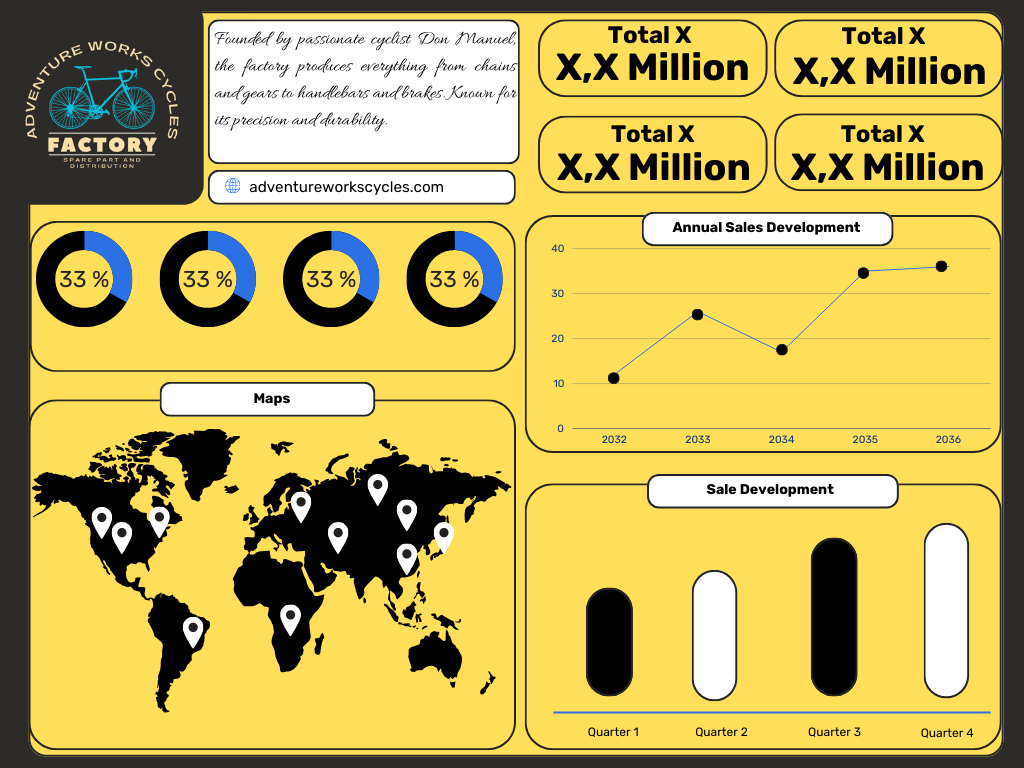 ADVENTURE WORKS CYCLES
FACTORY
SPARE PART AND
DISTRIBUTION
Founded by passionate cyclist Don Manuel,
the factory produces everything from chains
and gears to handlebars and brakes. Known for
its precision and durability.
adventureworkscycles.com
Total X
X,X Million
Total X
X,X Million
Total X
X,X Million
Total X
X,X Million
33 %
33 %
33 %
33 %
Annual Sales Development
40
30
20
10
0
2032
2033
2034
2035
2036
Maps
Sale Development
Quarter 1
Quarter 2
Quarter 3
Quarter 4